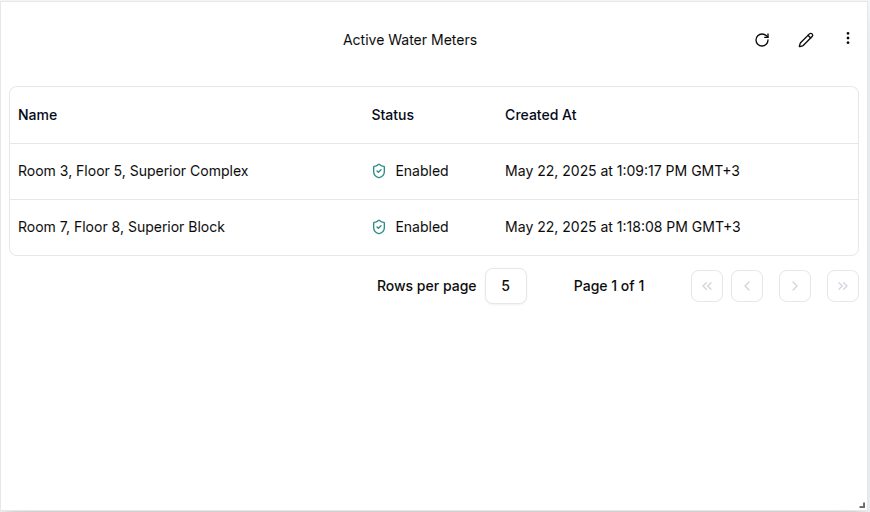 Active Water Meters
Name Status Created At
Room 3, Floor 5, Superior Complex Enabled May 22, 2025 at 1:09:17 PM GMT+3
Room 7, Floor 8, Superior Block Enabled May 22, 2025 at 1:18:08 PM GMT+3
Rows per page 5 Page 1 of 1